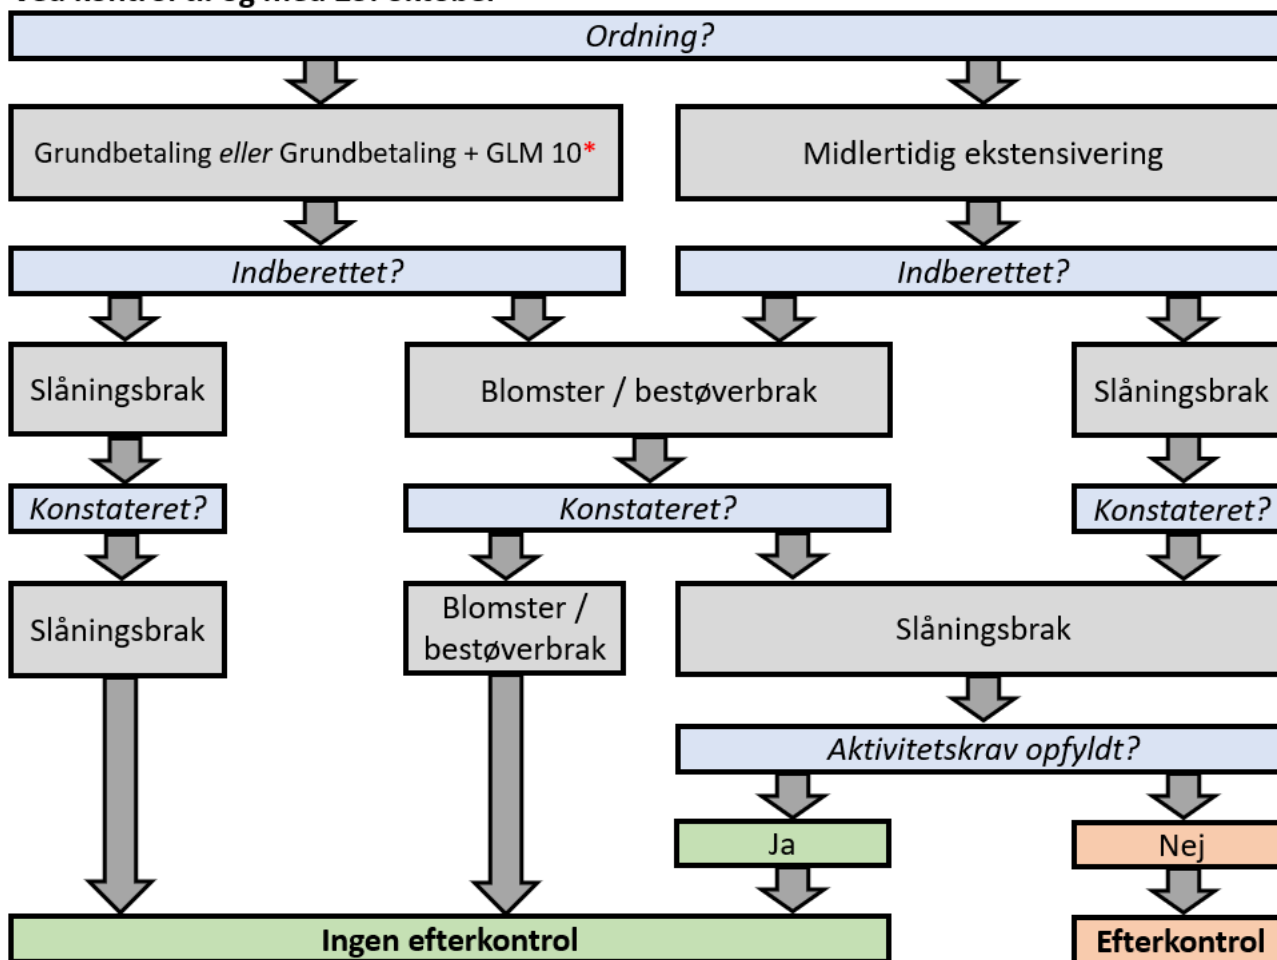 Ordning?
Grundbetaling eller Grundbetaling + GLM 10*
Midlertidig ekstensivering
Indberettet?
Indberettet?
Slåningsbrak
Blomster / bestøverbrak
Slåningsbrak
Konstateret?
Konstateret?
Konstateret?
Slåningsbrak
Blomster /
bestøverbrak
Slåningsbrak
Aktivitetskrav opfyldt?
Ja
Nej
Ingen efterkontrol
Efterkontrol